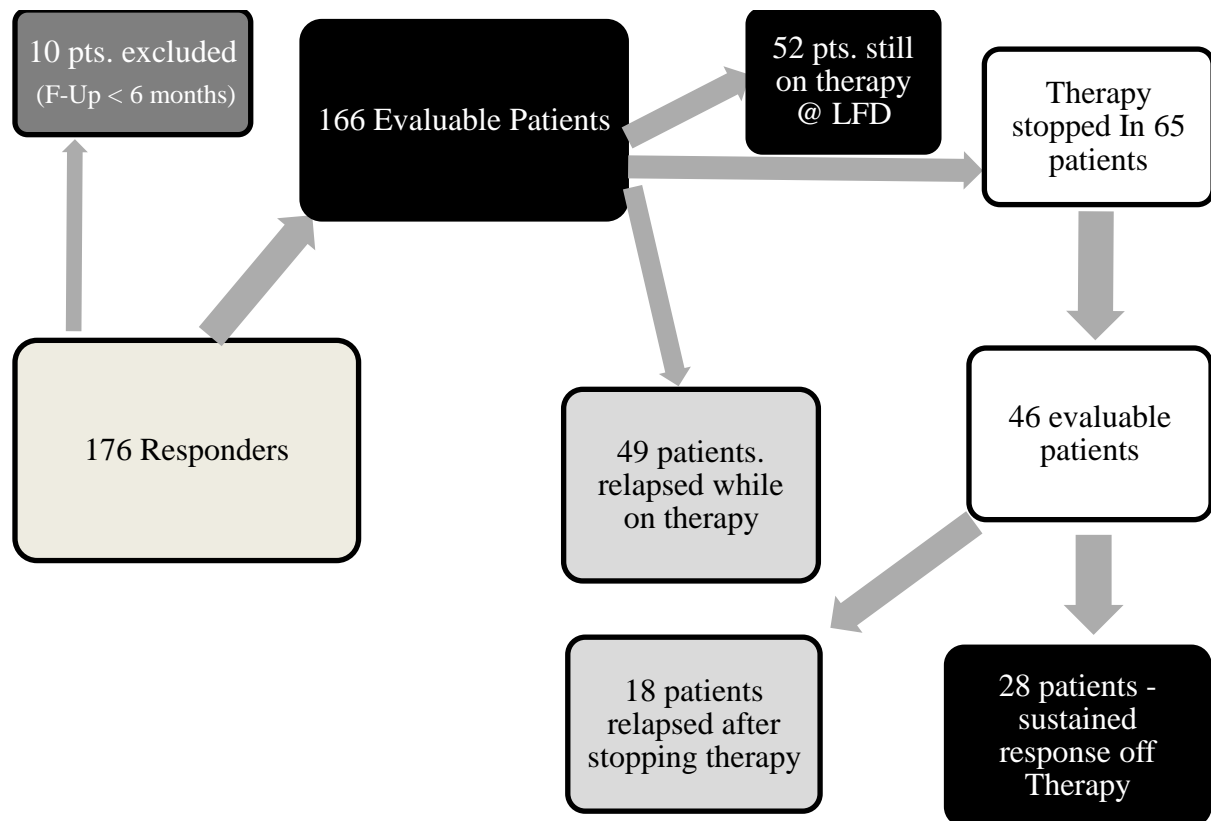 10 pts. excluded
(F-Up < 6 months)
166 Evaluable Patients
52 pts. still
on therapy
@ LFD
Therapy
stopped In 65
patients
176 Responders
49 patients.
relapsed while
on therapy
46 evaluable
patients
18 patients
relapsed after
stopping therapy
28 patients -
sustained
response off
Therapy